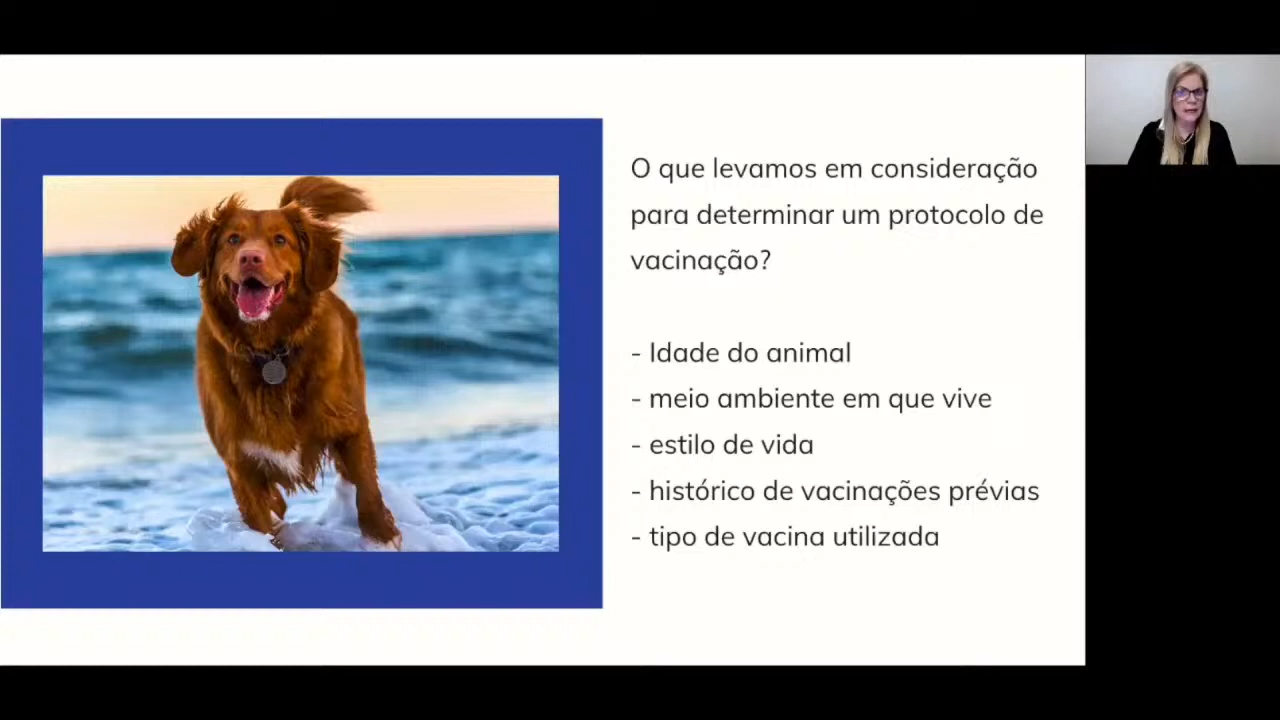 O que levamos em consideração
para determinar um protocolo de
vacinação?
- Idade do animal
- meio ambiente em que vive
- estilo de vida
- histórico de vacinações prévias
- tipo de vacina utilizada